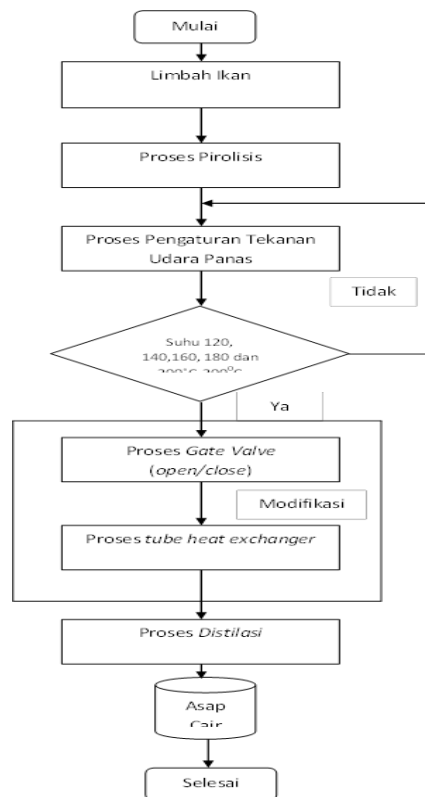 Mulai
Limbah Ikan
Proses Pirolisis
Proses Pengaturan Tekanan
Udara Panas
Tidak
Suhu 120,
140,160, 180 dan
Ya
Proses Gate Valve
(open/close)
Modifikasi
Proses tube heat exchanger
Proses Distilasi
Asap
Cair
Selesai